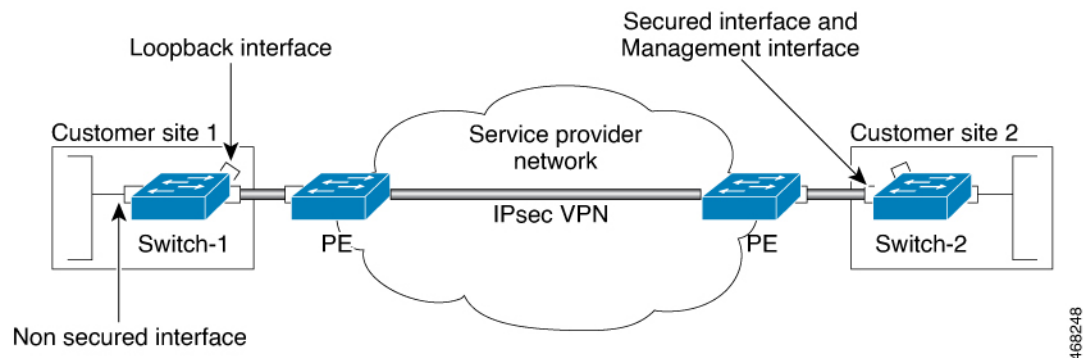 Secured interface and
Management interface
Loopback interface
Customer site 1
Service provider
network
Customer site 2
IPsec VPN
Switch-1
PE
PE
Switch-2
Non secured interface
468248